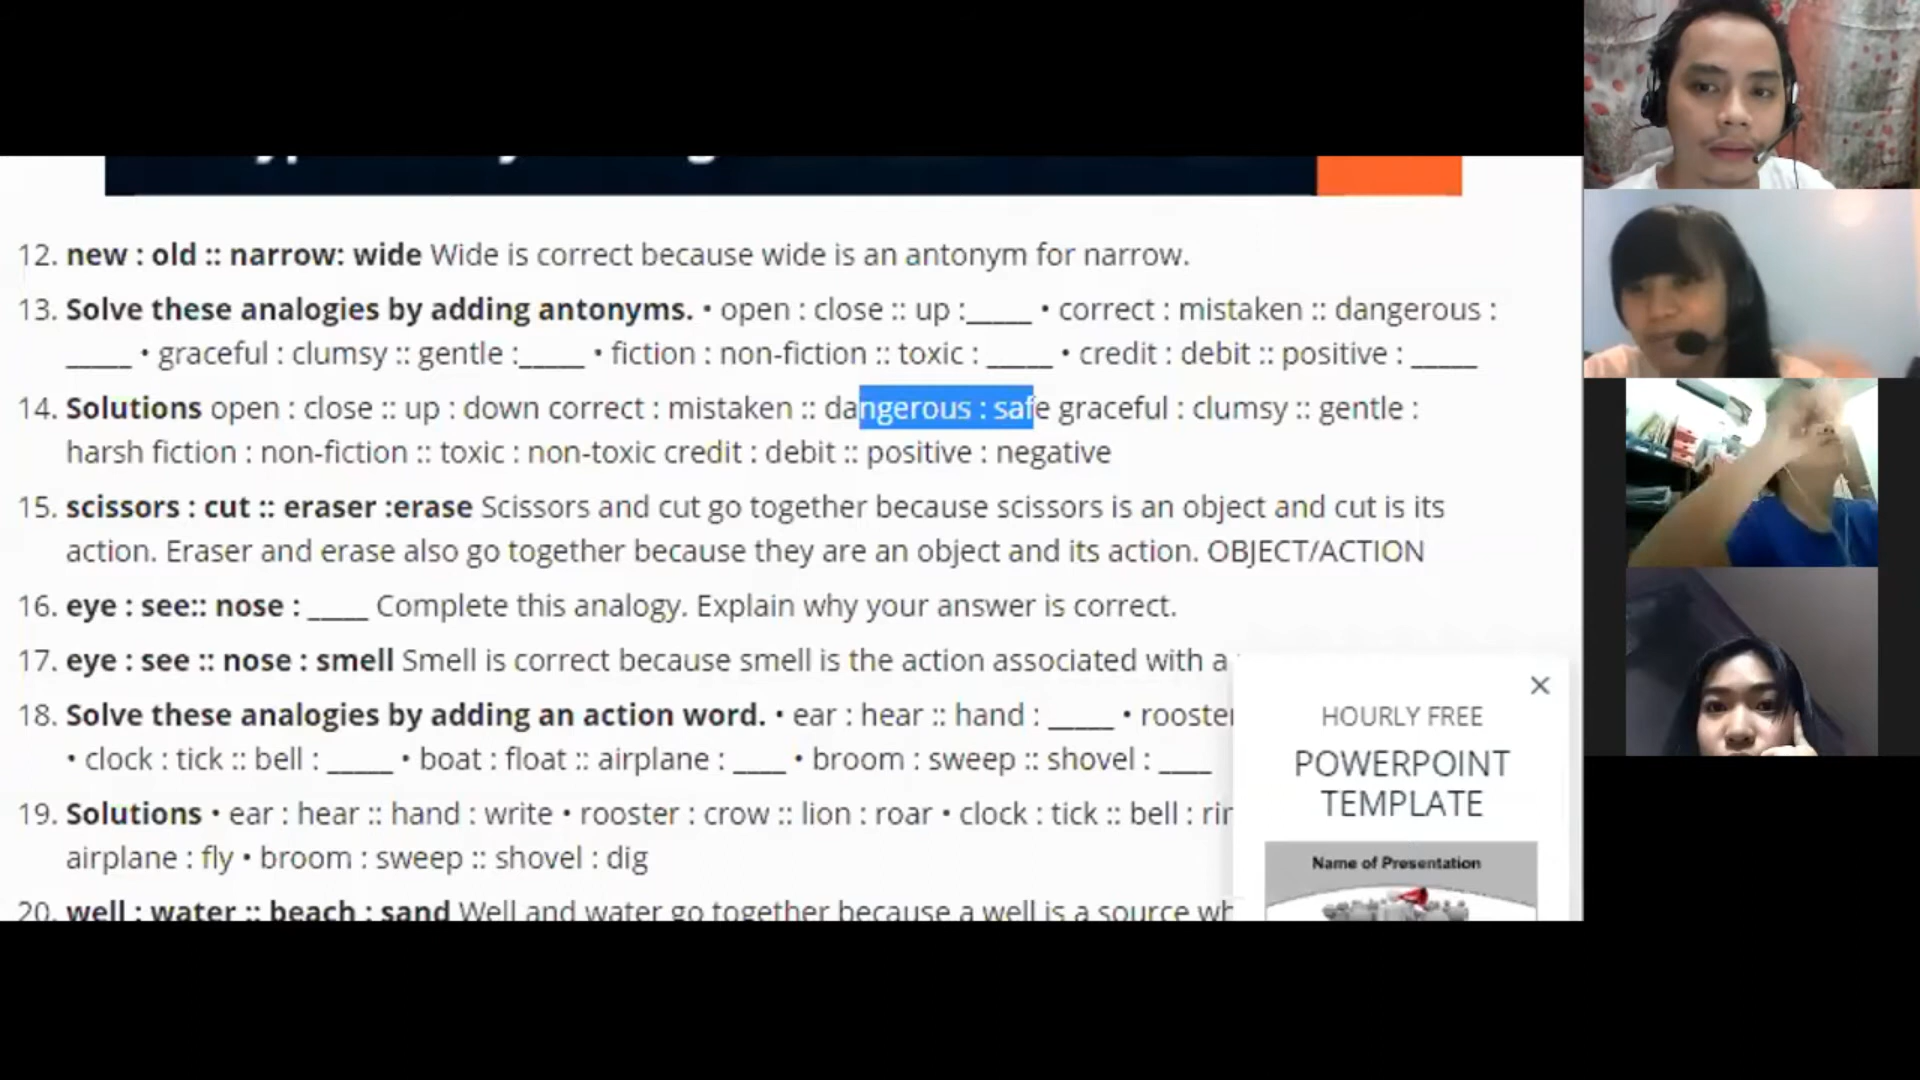 12. new : old :: narrow: wide Wide is correct because wide is an antonym for narrow.
13. Solve these analogies by adding antonyms. • open : close :: up :_____ • correct : mistaken :: dangerous :
_____ • graceful : clumsy :: gentle :_____ • fiction : non-fiction :: toxic : _____ • credit : debit :: positive : _____
14. Solutions open : close :: up : down correct : mistaken :: dangerous : safe graceful : clumsy :: gentle :
harsh fiction : non-fiction :: toxic : non-toxic credit : debit :: positive : negative
15. scissors : cut :: eraser :erase Scissors and cut go together because scissors is an object and cut is its
action. Eraser and erase also go together because they are an object and its action. OBJECT/ACTION
16. eye : see:: nose : ____ Complete this analogy. Explain why your answer is correct.
17. eye : see :: nose : smell Smell is correct because smell is the action associated with a
18. Solve these analogies by adding an action word. • ear : hear :: hand : _____ • rooster
• clock : tick :: bell : _____ • boat : float :: airplane : ____ • broom : sweep :: shovel : ____
19. Solutions • ear : hear :: hand : write • rooster : crow :: lion : roar • clock : tick :: bell :
airplane : fly • broom : sweep :: shovel : dig
20. well : water :: beach : sand Well and water go together because a well is a source
HOURLY FREE
POWERPOINT
TEMPLATE
Name of Presentation